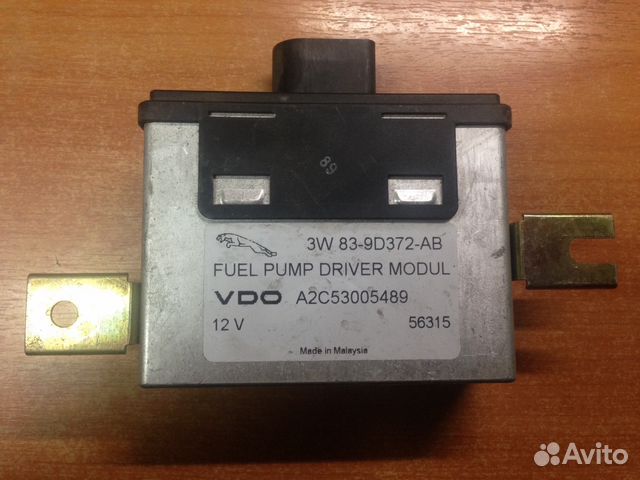 89
3W 83-9D372-AB
FUEL PUMP DRIVER MODUL
VDO A2C53005489
12 V 56315
Made in Malaysia
Avito